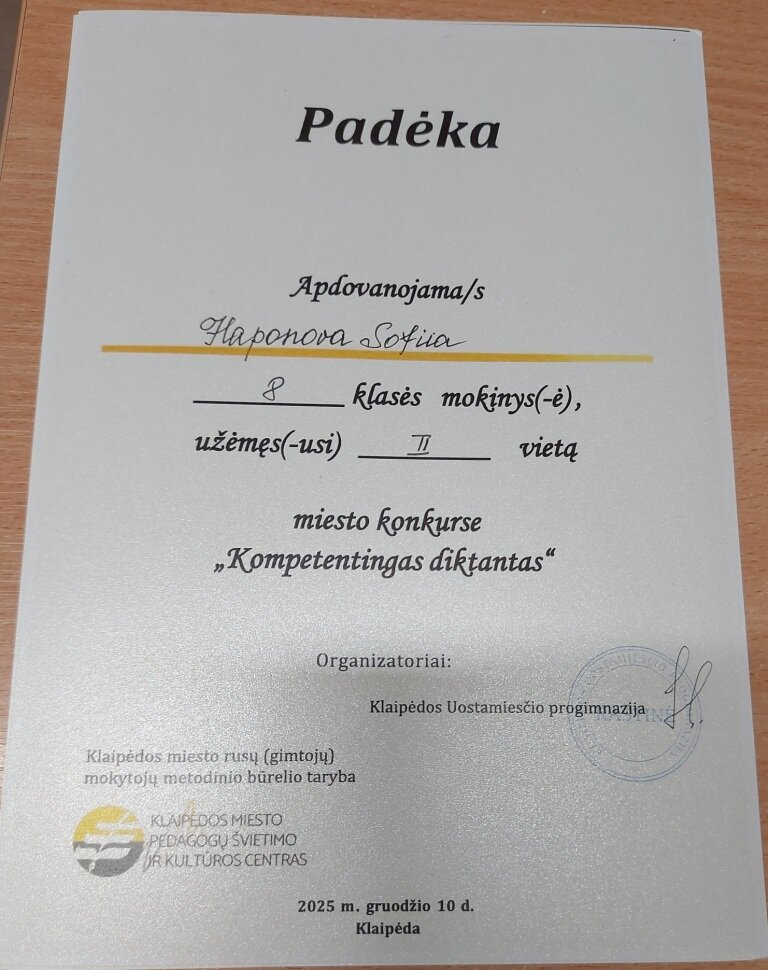 Padėka
Apdovanojama/s
Haponova Sofiia
8 klasės mokinys(-ė),
užėmęs(-usi) II vietą
miesto konkurse
„Kompetentingas diktantas“
Organizatoriai:
Klaipėdos Uostamiesčio progimnazija
Klaipėdos miesto rusų (gimtojų)
mokytojų metodinio būrelio taryba
KLAIPĖDOS MIESTO
PEDAGOGŲ ŠVIETIMO
IR KULTŪROS CENTRAS
2025 m. gruodžio 10 d.
Klaipėda